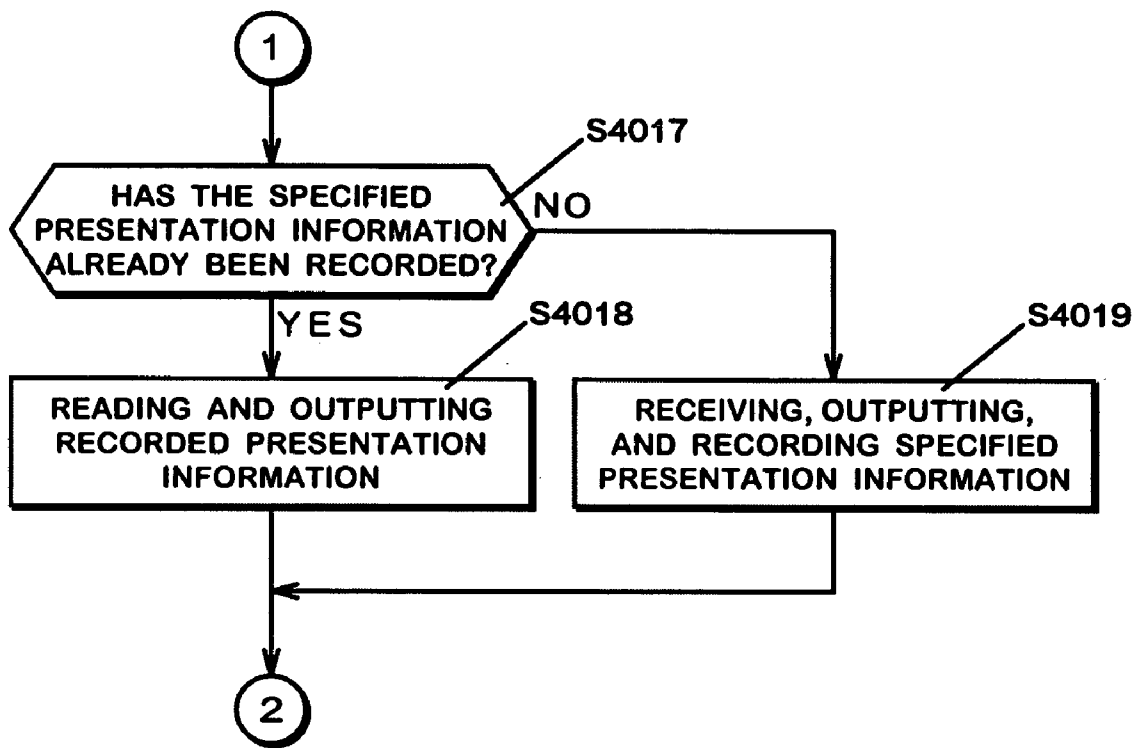 1
S4017
HAS THE SPECIFIED
PRESENTATION INFORMATION
ALREADY BEEN RECORDED?
NO
YES
S4018
READING AND OUTPUTTING
RECORDED PRESENTATION
INFORMATION
S4019
RECEIVING, OUTPUTTING,
AND RECORDING SPECIFIED
PRESENTATION INFORMATION
2